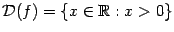 𝒟(f) = {x ∈ ℝ : x > 0}